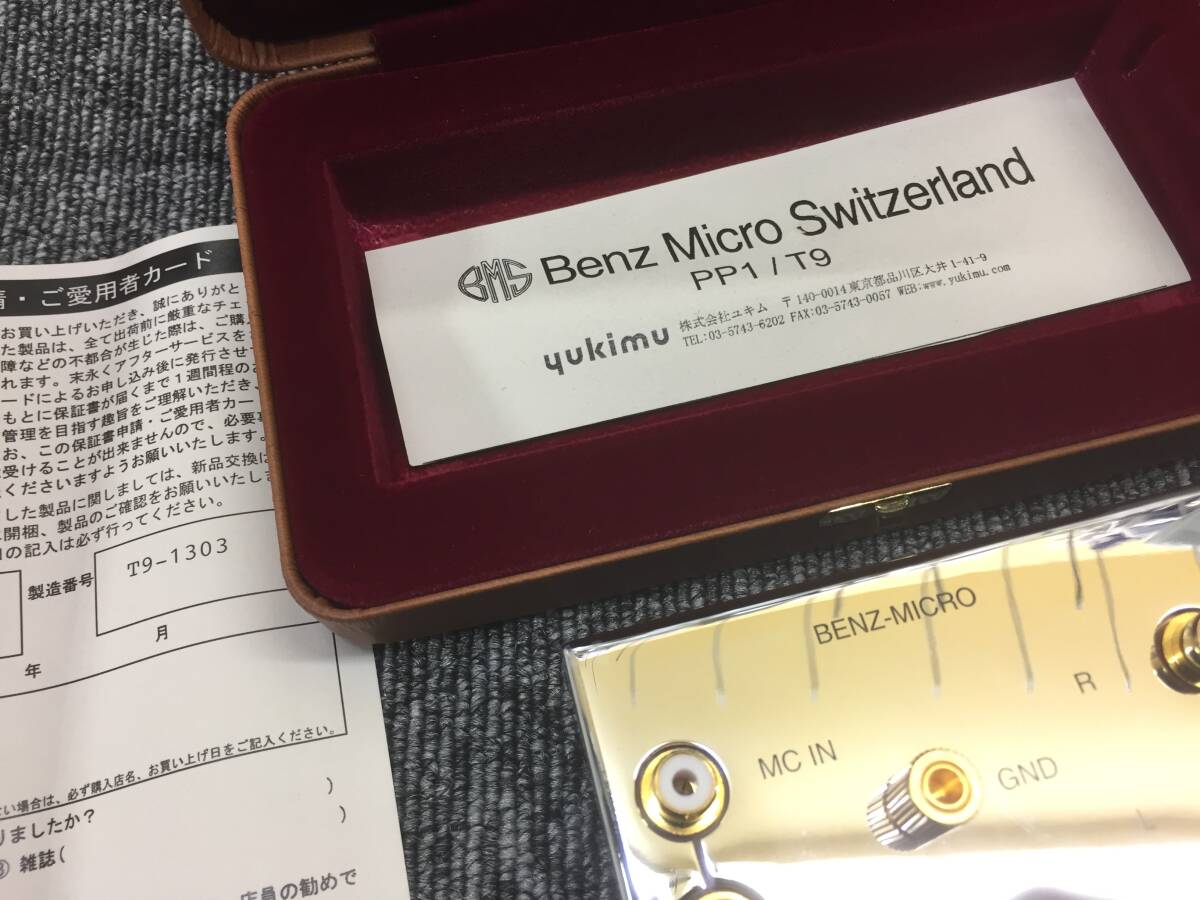 BMS Benz Micro Switzerland
PP1 / T9
yukimu
株式会社ユキム 〒140-0014東京都品川区大井1-41-9
TEL:03-5743-6202 FAX:03-5743-0057 WEB:www.yukimu.com
請・ご愛用者カード
お買い上げいただき、誠にありがと
た製品は、全て出荷前に厳重なチェ
障などの不都合が生じた際は、ご購入
れます。末永くアフターサービスを
ードによるお申し込み後に発行させて
もとに保証書が届くまで1週間程の
管理を目指す趣旨をご理解いただき、
お、この保証書申請・ご愛用者カー
受けることが出来ませんので、必要事
くださいますようお願いいたします。
した製品に関しましては、新品交換
開梱、製品のご確認をお願いいたしま
の記入は必ず行ってください。
製造番号
T9-1303
年 月
ない場合は、必ず購入店名、お買い上げ日をご記入ください。
りましたか? )
③ 雑誌( )
店員の勧めで
BENZ-MICRO
R
MC IN
GND
L